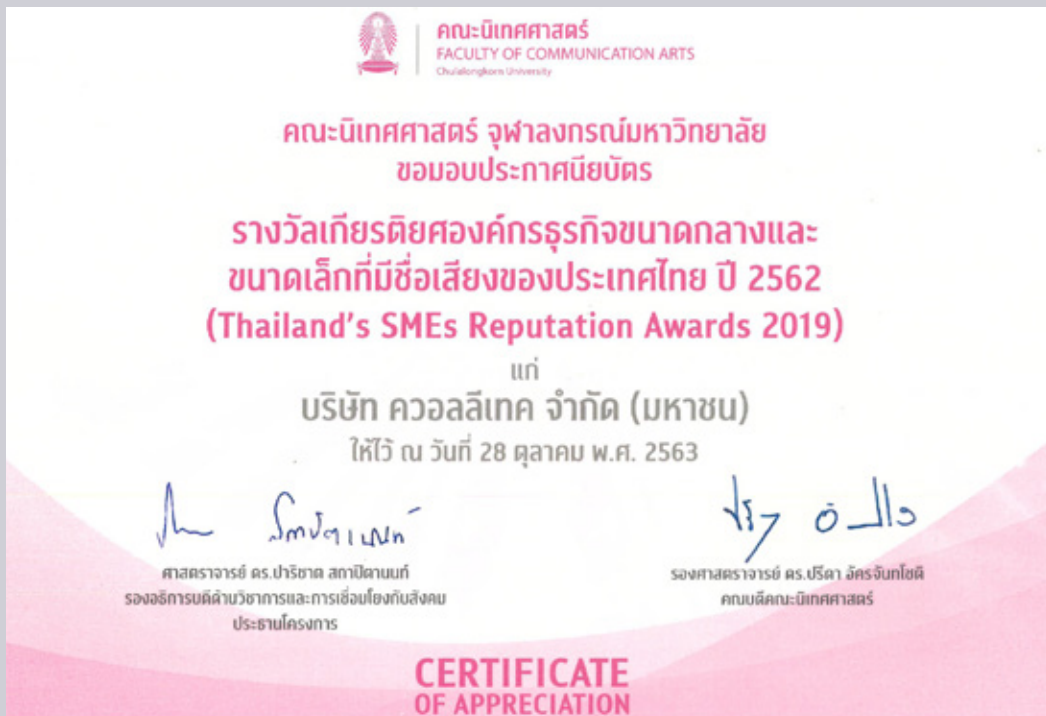 คณะนิเทศศาสตร์
FACULTY OF COMMUNICATION ARTS
Chulalongkorn University
คณะนิเทศศาสตร์ จุฬาลงกรณ์มหาวิทยาลัย
ขอมอบประกาศนียบัตร
รางวัลเกียรติยศองค์กรธุรกิจขนาดกลางและ
ขนาดเล็กที่มีชื่อเสียงของประเทศไทย ปี 2562
(Thailand's SMEs Reputation Awards 2019)
แก่
บริษัท ควอลลีเทค จำกัด (มหาชน)
ให้ไว้ ณ วันที่ 28 ตุลาคม พ.ศ. 2563
ศาสตราจารย์ ดร.ปาริชาต สถาปิตานนท์
รองอธิการบดีด้านวิชาการและการเชื่อมโยงกับสังคม
ประธานโครงการ
รองศาสตราจารย์ ดร.ปรีดา อัครจันทโชติ
คณบดีคณะนิเทศศาสตร์
CERTIFICATE
OF APPRECIATION